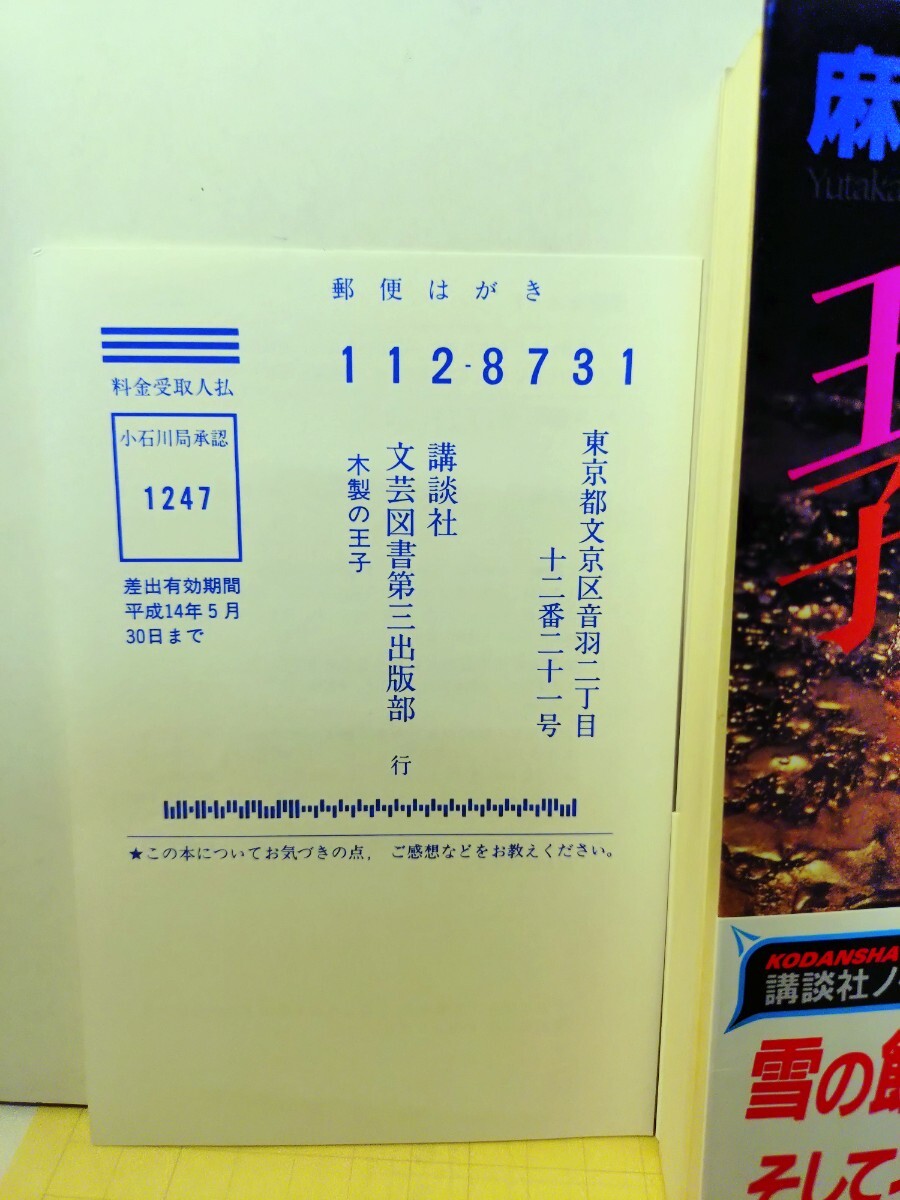 郵便はがき
112-8731
料金受取人払
小石川局承認
1247
差出有効期間
平成14年5月
30日まで
東京都文京区音羽二丁目
十二番二十一号
講談社
文芸図書第三出版部 行
木製の王子
★この本についてお気づきの点, ご感想などをお教えください。
麻
Yutaka
王
子
KODANSHA
講談社ノ
雪の
そして